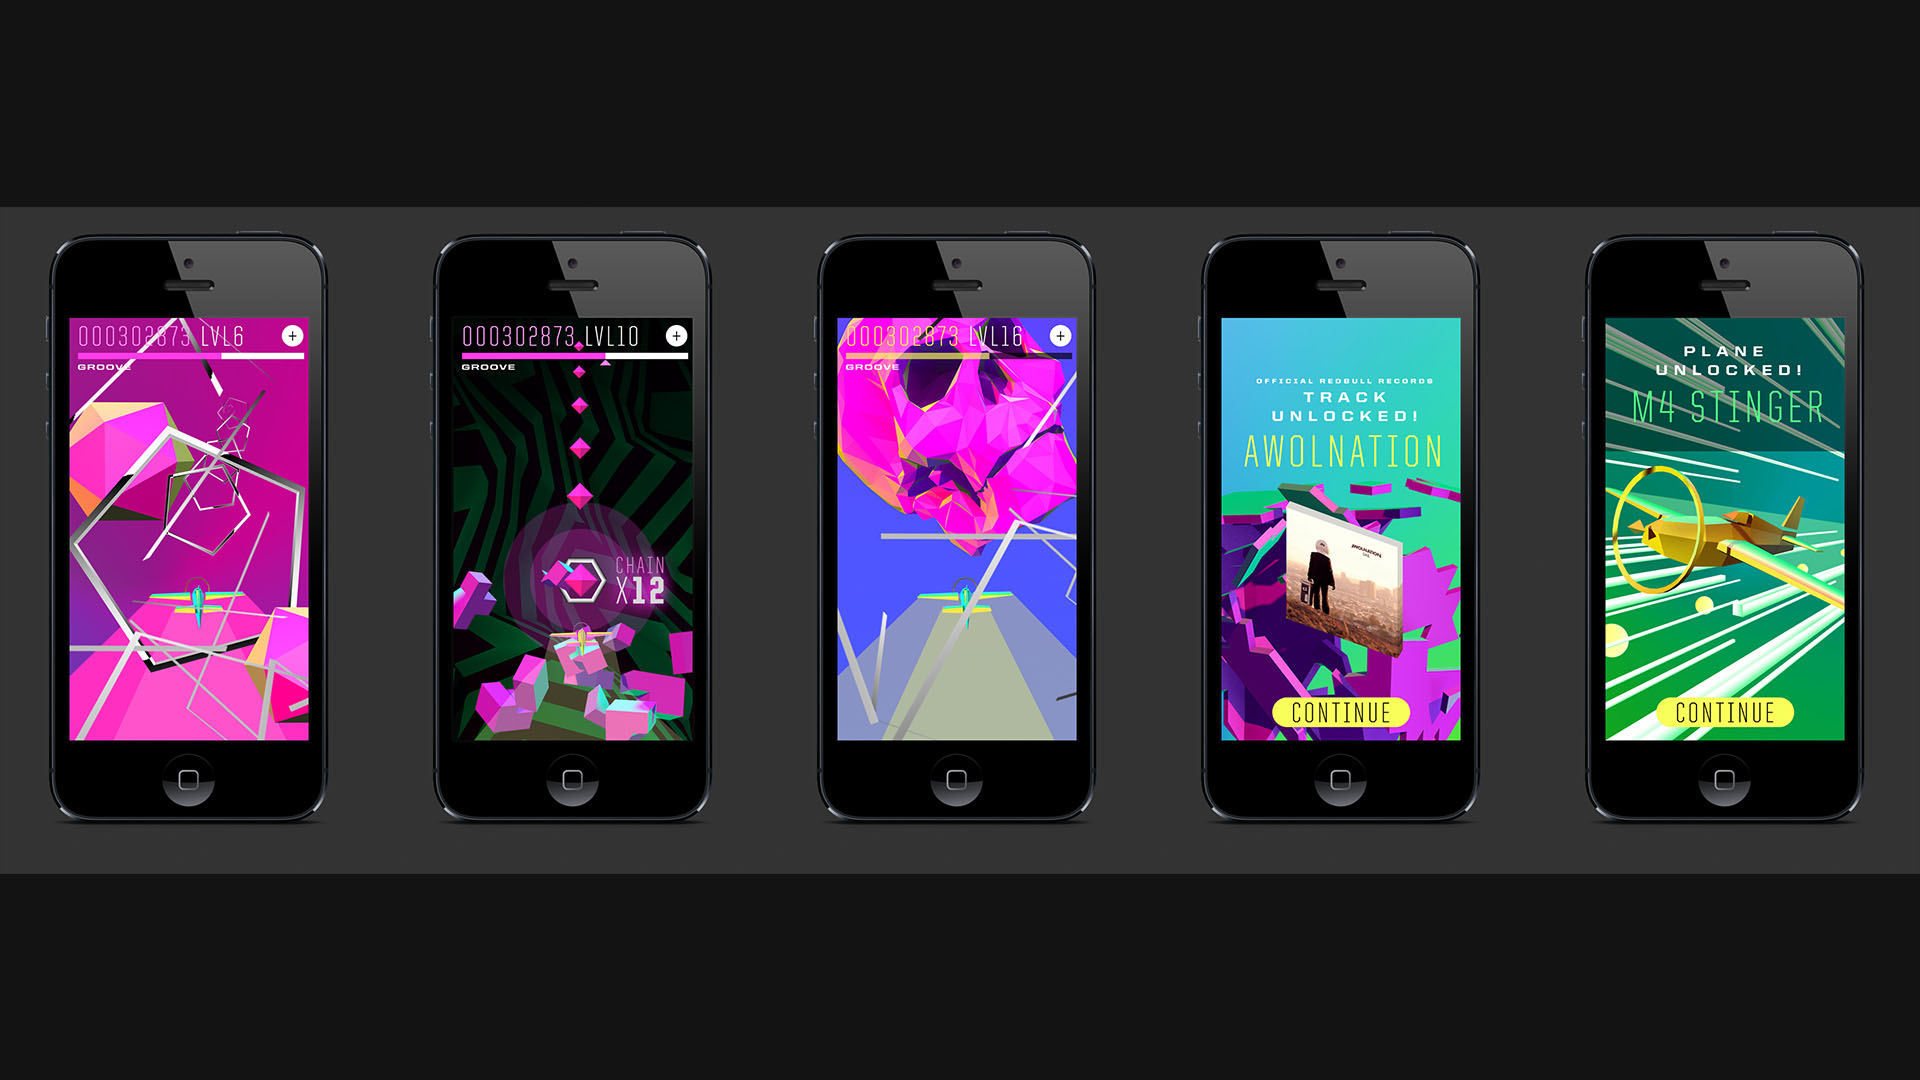 000302873 LVL6
+
GROOVE
000302873 LVL10
+
GROOVE
CHAIN
X12
000302873 LVL16
+
GROOVE
OFFICIAL REDBULL RECORDS
TRACK
UNLOCKED!
AWOLNATION
AWOLNATION
CONTINUE
PLANE
UNLOCKED!
M4 STINGER
CONTINUE